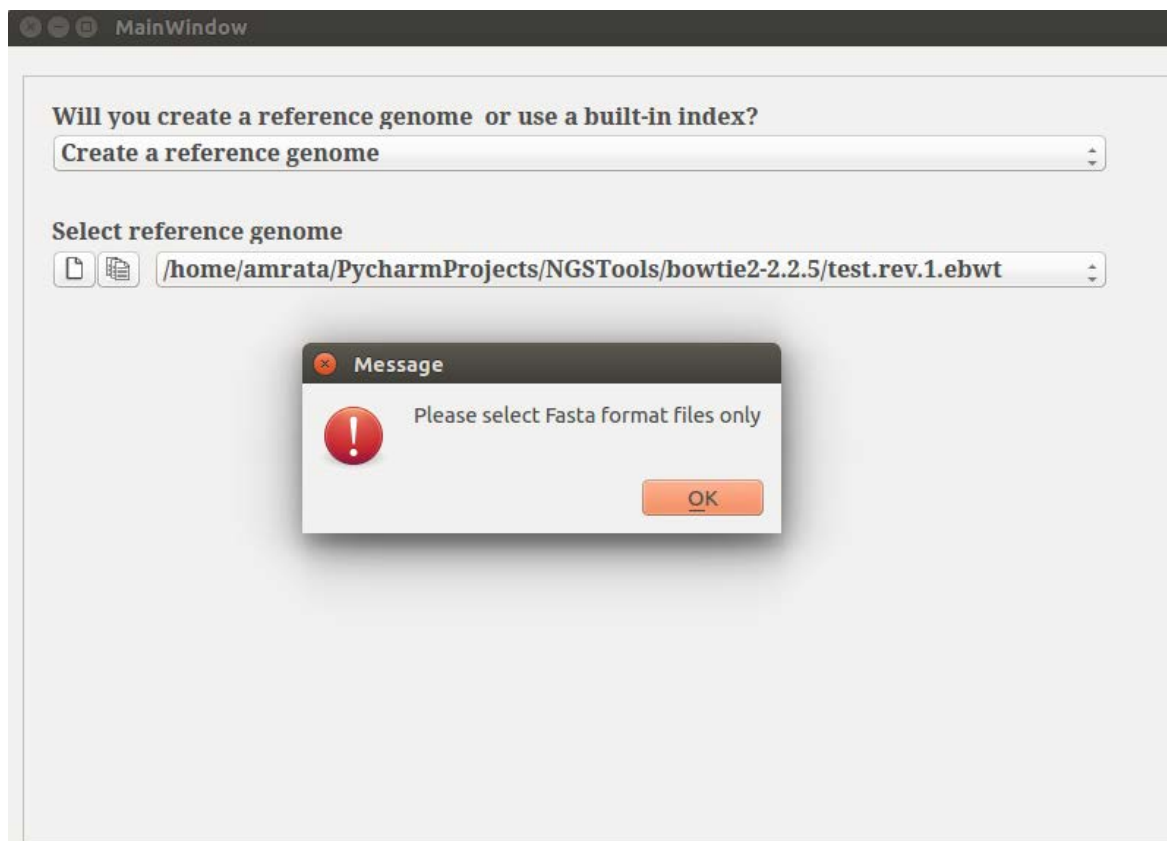 MainWindow
Will you create a reference genome or use a built-in index?
Create a reference genome
Select reference genome
/home/amrata/PycharmProjects/NGSTools/bowtie2-2.2.5/test.rev.1.ebwt
Message
Please select Fasta format files only
OK